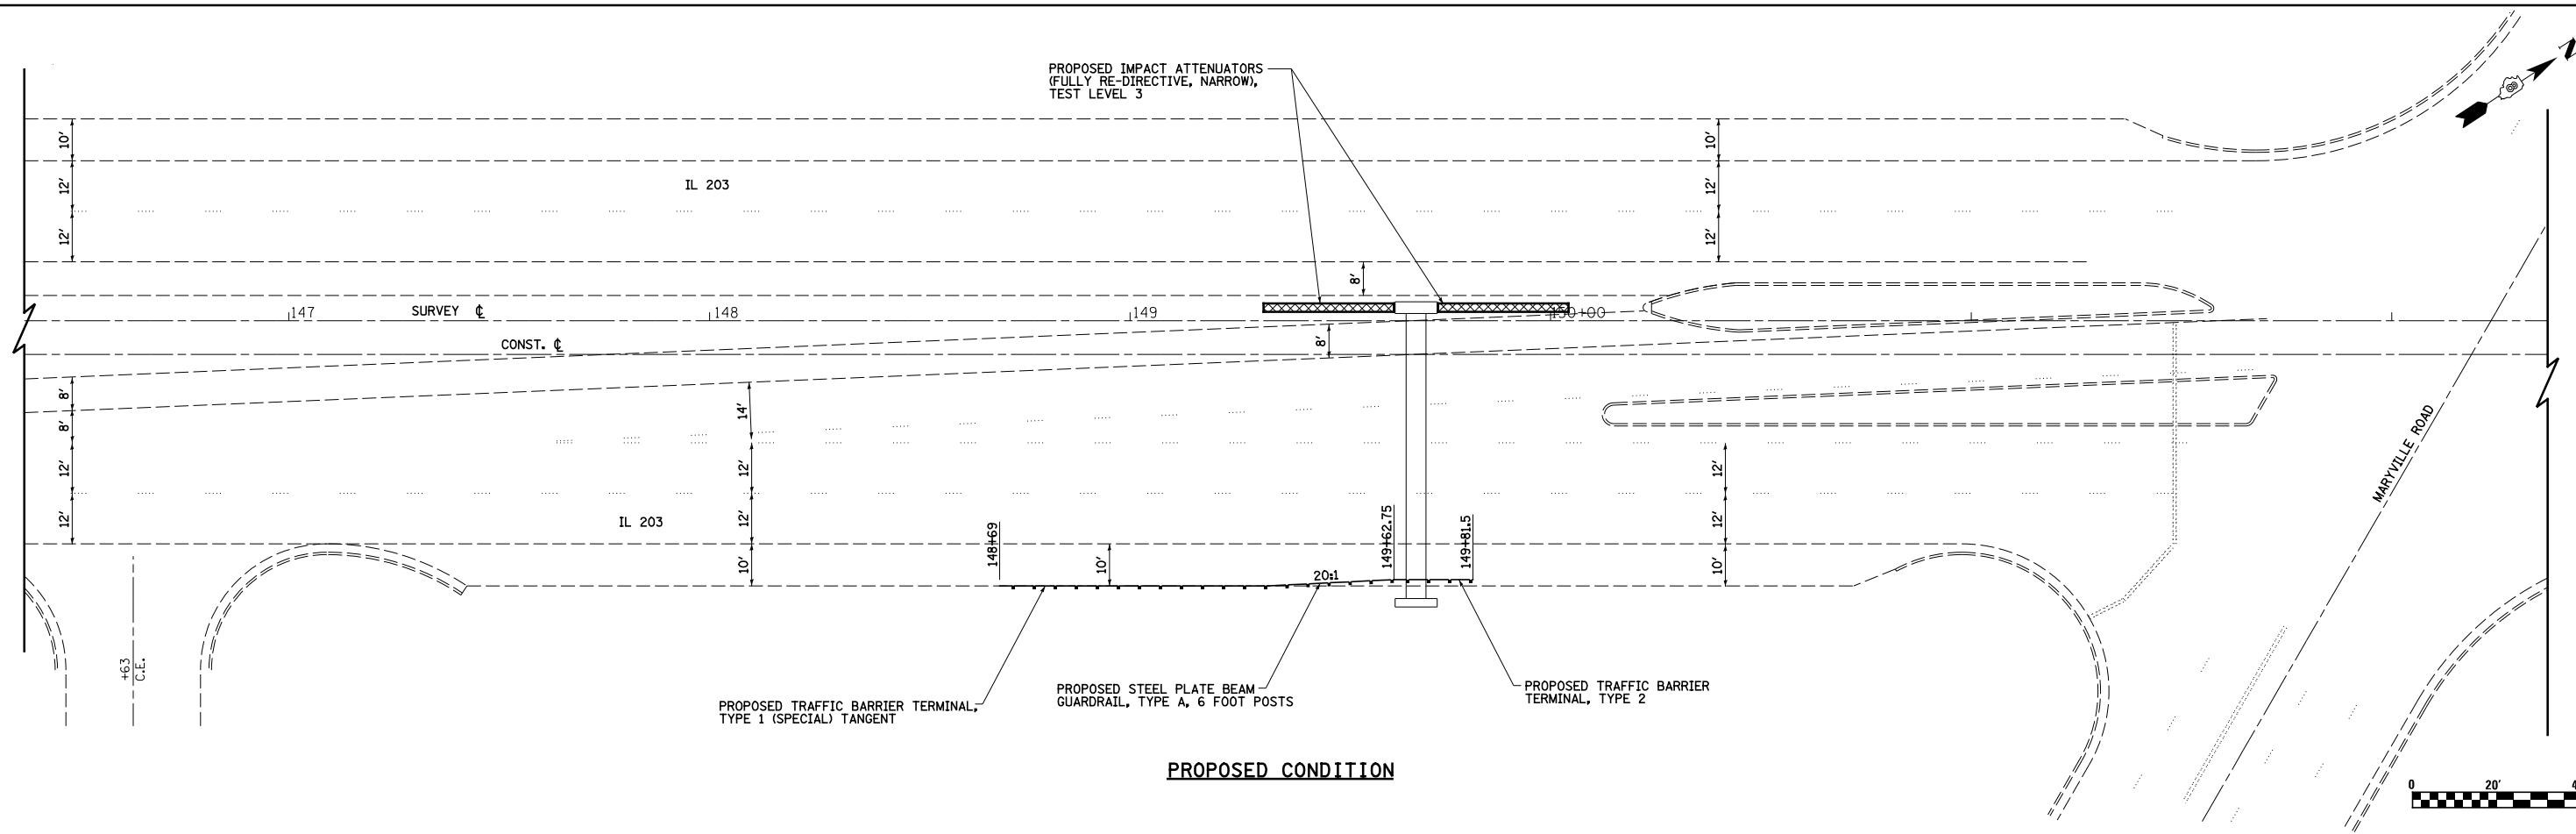 PROPOSED IMPACT ATTENUATORS
(FULLY RE-DIRECTIVE, NARROW),
TEST LEVEL 3
N
10'
10'
12'
IL 203
12'
12'
12'
8'
147
SURVEY ℄
148
149
150+00
CONST. ℄
8'
8'
8'
14'
12'
12'
12'
MARYVILLE ROAD
12'
IL 203
12'
12'
148+69
149+62.75
149+81.5
10'
10'
20:1
10'
+63
C.E.
PROPOSED TRAFFIC BARRIER TERMINAL,
TYPE 1 (SPECIAL) TANGENT
PROPOSED STEEL PLATE BEAM
GUARDRAIL, TYPE A, 6 FOOT POSTS
PROPOSED TRAFFIC BARRIER
TERMINAL, TYPE 2
PROPOSED CONDITION
0 20'